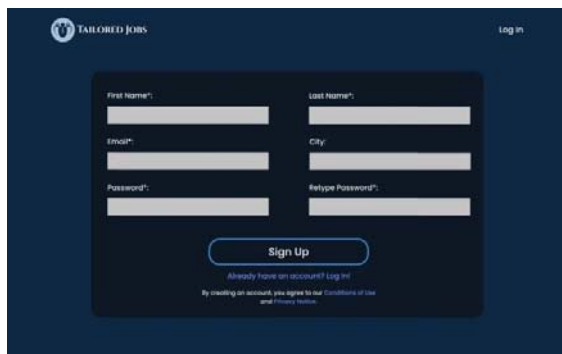 TAILORED JOBS
Log In
First Name*:
Last Name*:
Email*:
City:
Password*:
Retype Password*:
Sign Up
Already have an account? Log In!
By creating an account, you agree to our Conditions of Use
and Privacy Notice.